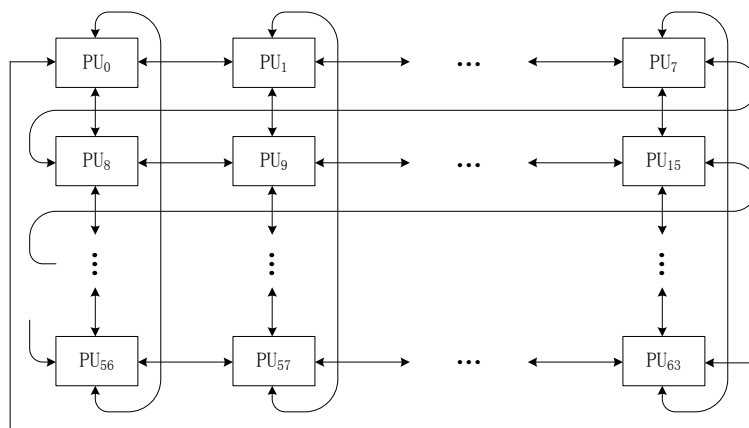 PU₀ PU₁ ... PU₇
PU₈ PU₉ ... PU₁₅
⋮ ⋮ ⋮
PU₅₆ PU₅₇ ... PU₆₃